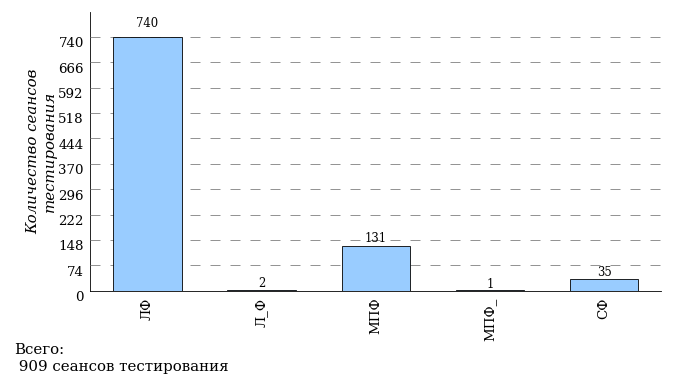 740
740
666
592
518
444
370
296
222
148
74
0
Количество сеансов
тестирования
2
131
1
35
ЛФ
Л_Ф
МПФ
МПФ_
СФ
Всего:
909 сеансов тестирования